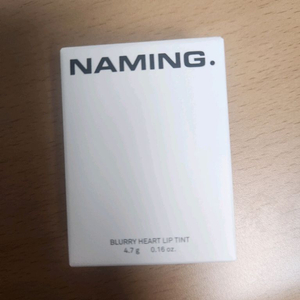 NAMING.
BLURRY HEART LIP TINT
4.7 g 0.16 oz.